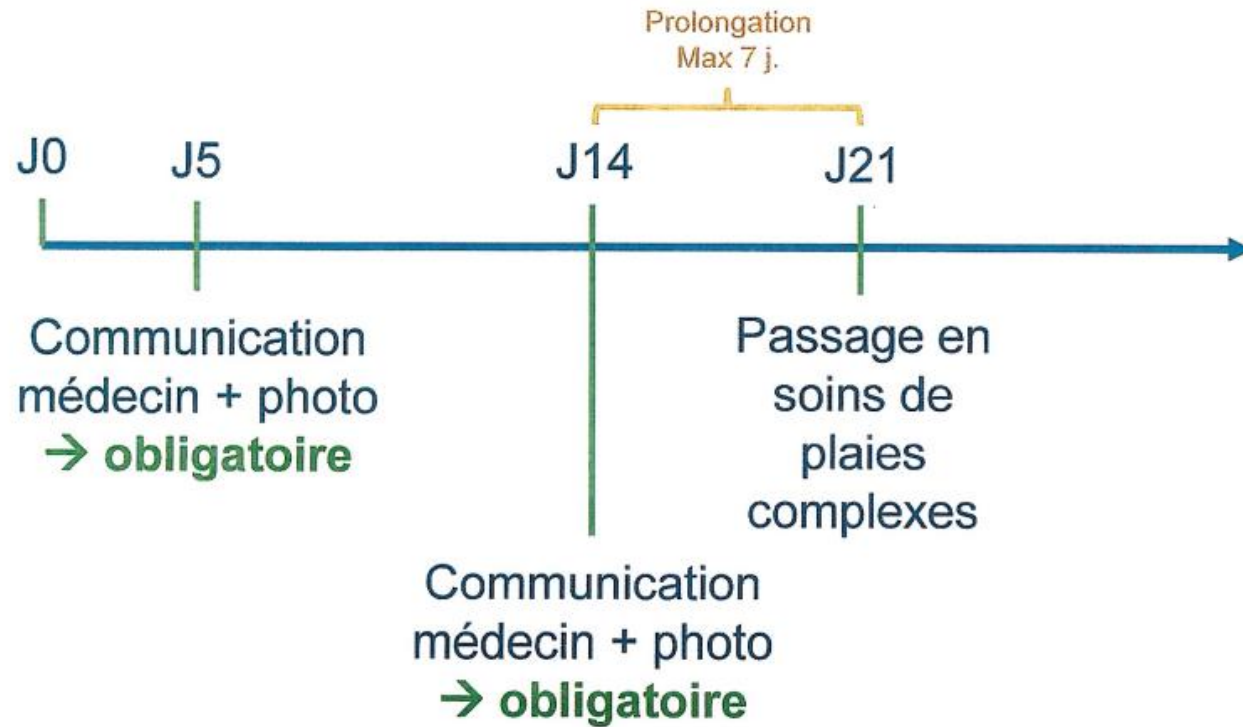 Prolongation
Max 7 j.
J0
J5
J14
J21
Communication
médecin + photo
→ obligatoire
Passage en
soins de
plaies
complexes
Communication
médecin + photo
→ obligatoire